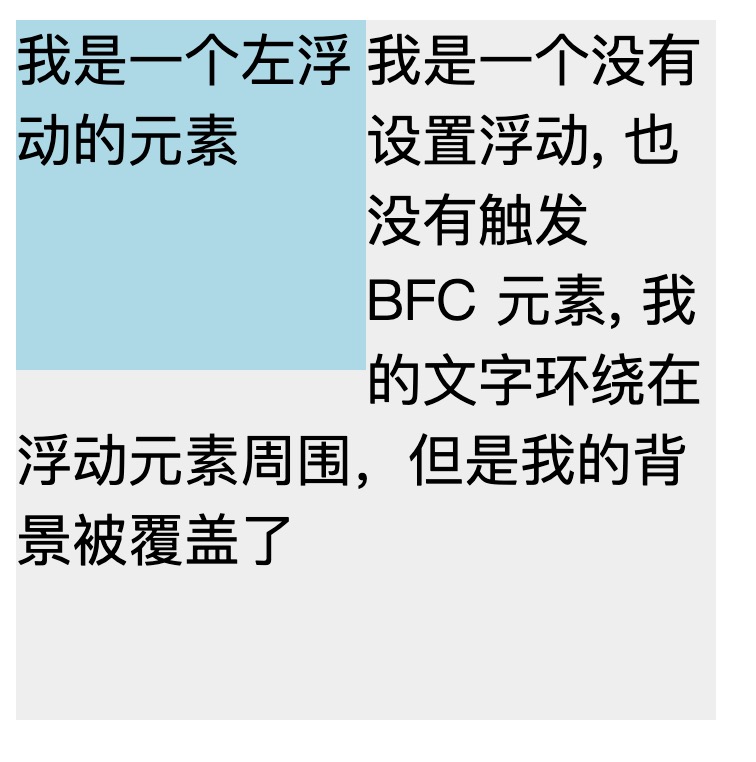 我是一个左浮
动的元素
我是一个没有
设置浮动, 也
没有触发
BFC 元素, 我
的文字环绕在
浮动元素周围，但是我的背
景被覆盖了